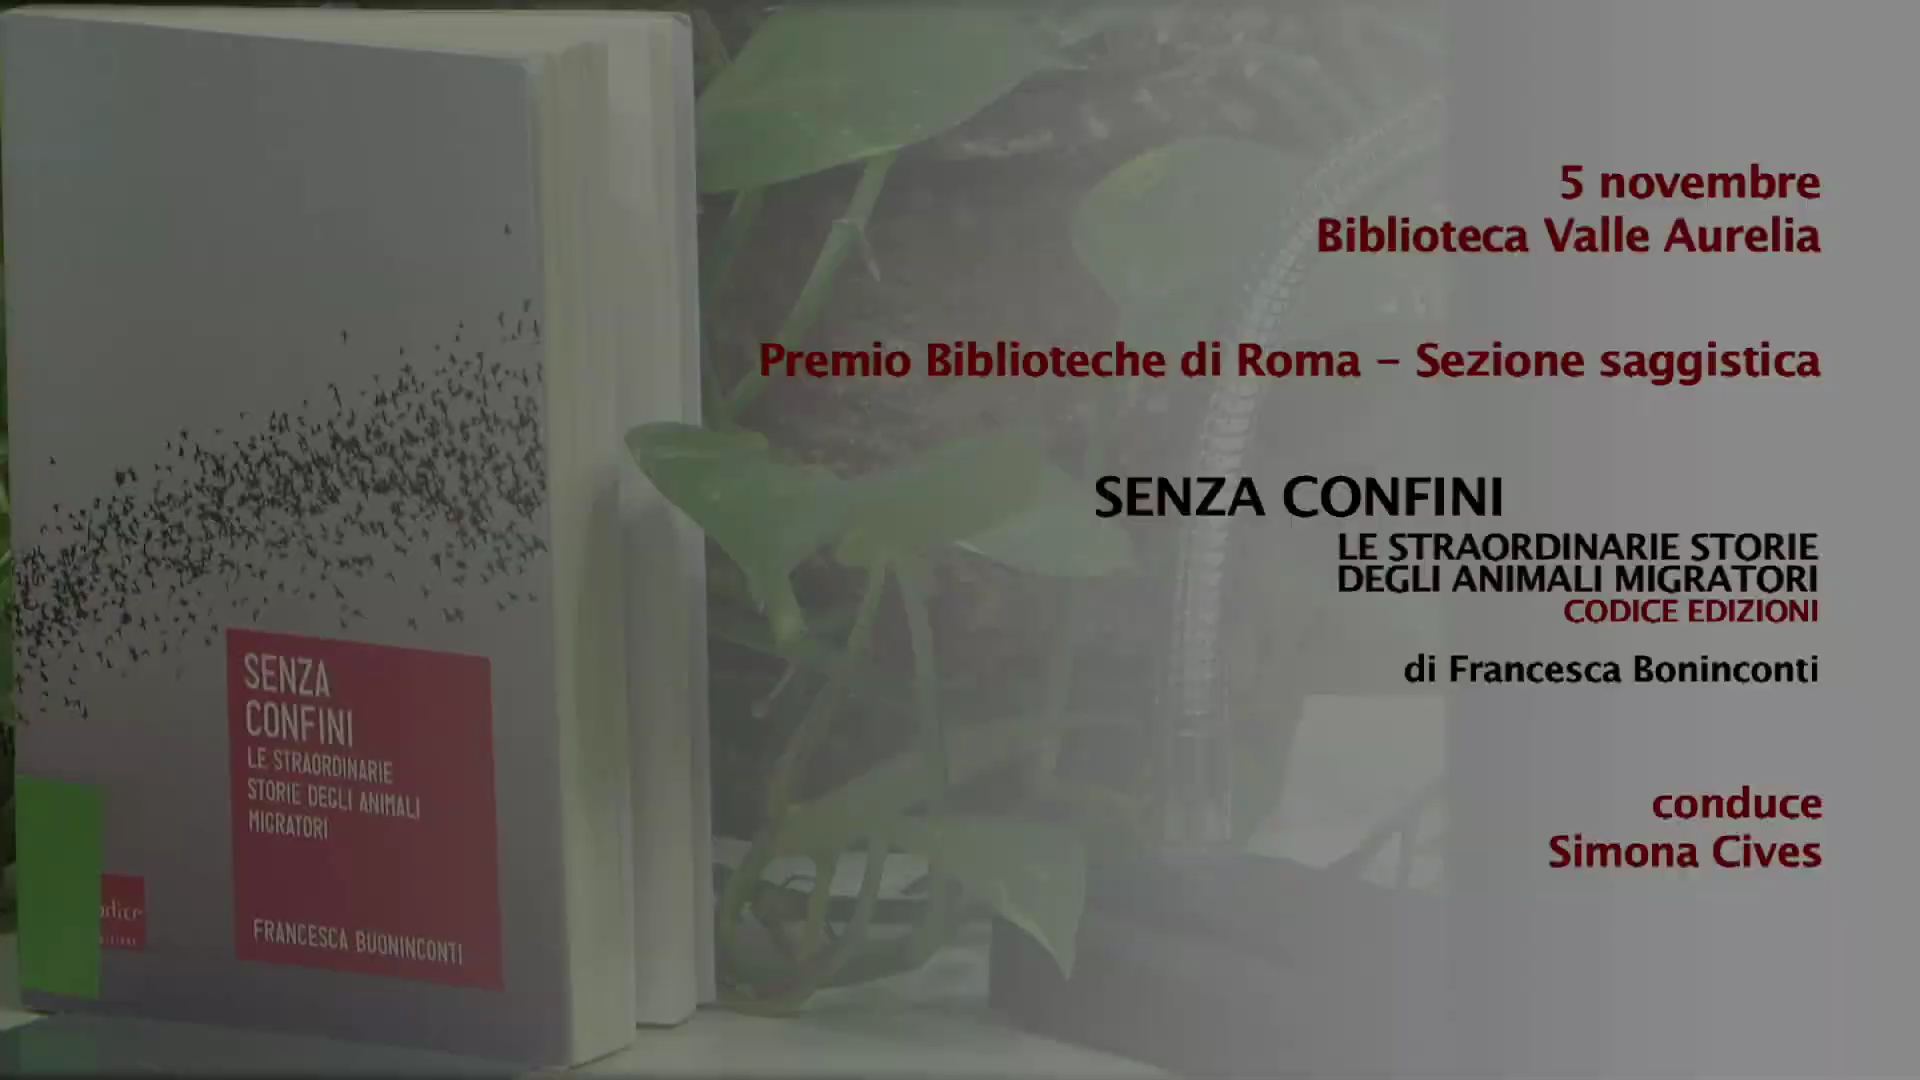 SENZA
CONFINI
LE STRAORDINARIE
STORIE DEGLI ANIMALI
MIGRATORI
FRANCESCA BUONINCONTI
5 novembre
Biblioteca Valle Aurelia
Premio Biblioteche di Roma – Sezione saggistica
SENZA CONFINI
LE STRAORDINARIE STORIE
DEGLI ANIMALI MIGRATORI
CODICE EDIZIONI
di Francesca Boninconti
conduce
Simona Cives